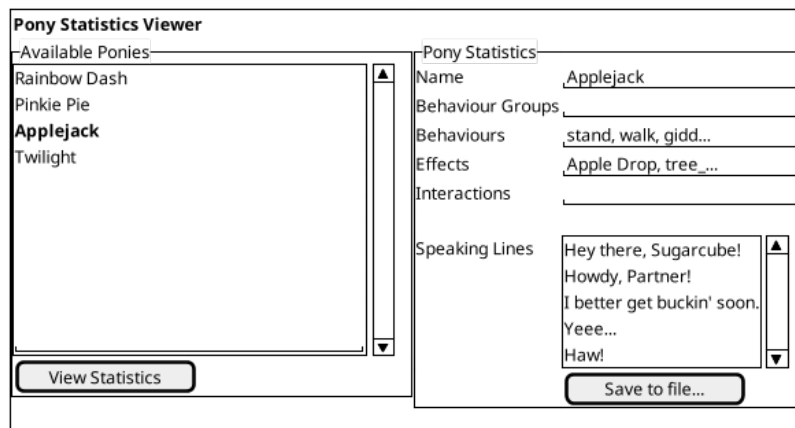 Pony Statistics Viewer
Available Ponies
Rainbow Dash
Pinkie Pie
Applejack
Twilight
View Statistics
Pony Statistics
Name Applejack
Behaviour Groups
Behaviours stand, walk, gidd...
Effects Apple Drop, tree_...
Interactions
Speaking Lines Hey there, Sugarcube!
Howdy, Partner!
I better get buckin' soon.
Yeee...
Haw!
Save to file...